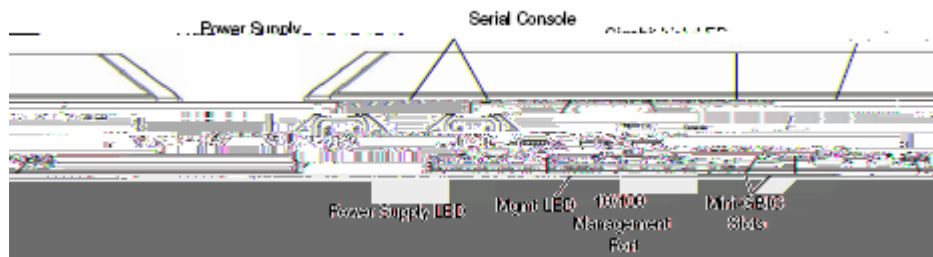 Serial Console
Power Supply
Power Supply LED
Mgmt LED
10/100
Management
Port
Mini-GBIC
Slots